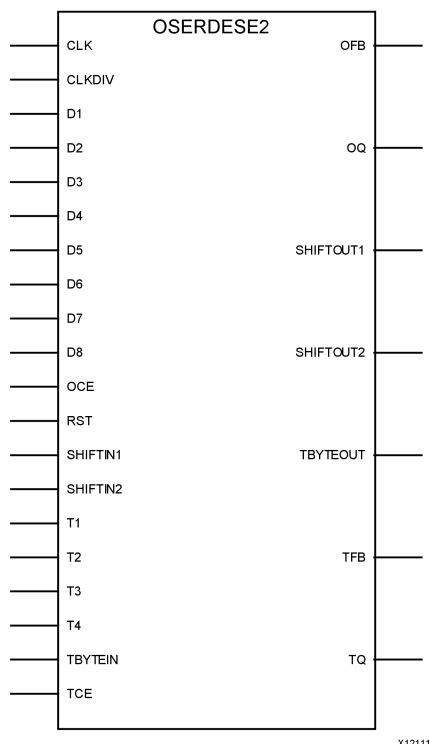 OSERDESE2
CLK
OFB
CLKDIV
D1
D2
OQ
D3
D4
D5
SHIFTOUT1
D6
D7
D8
SHIFTOUT2
OCE
RST
SHIFTIN1
TBYTEOUT
SHIFTIN2
T1
T2
TFB
T3
T4
TBYTEIN
TQ
TCE
X12111